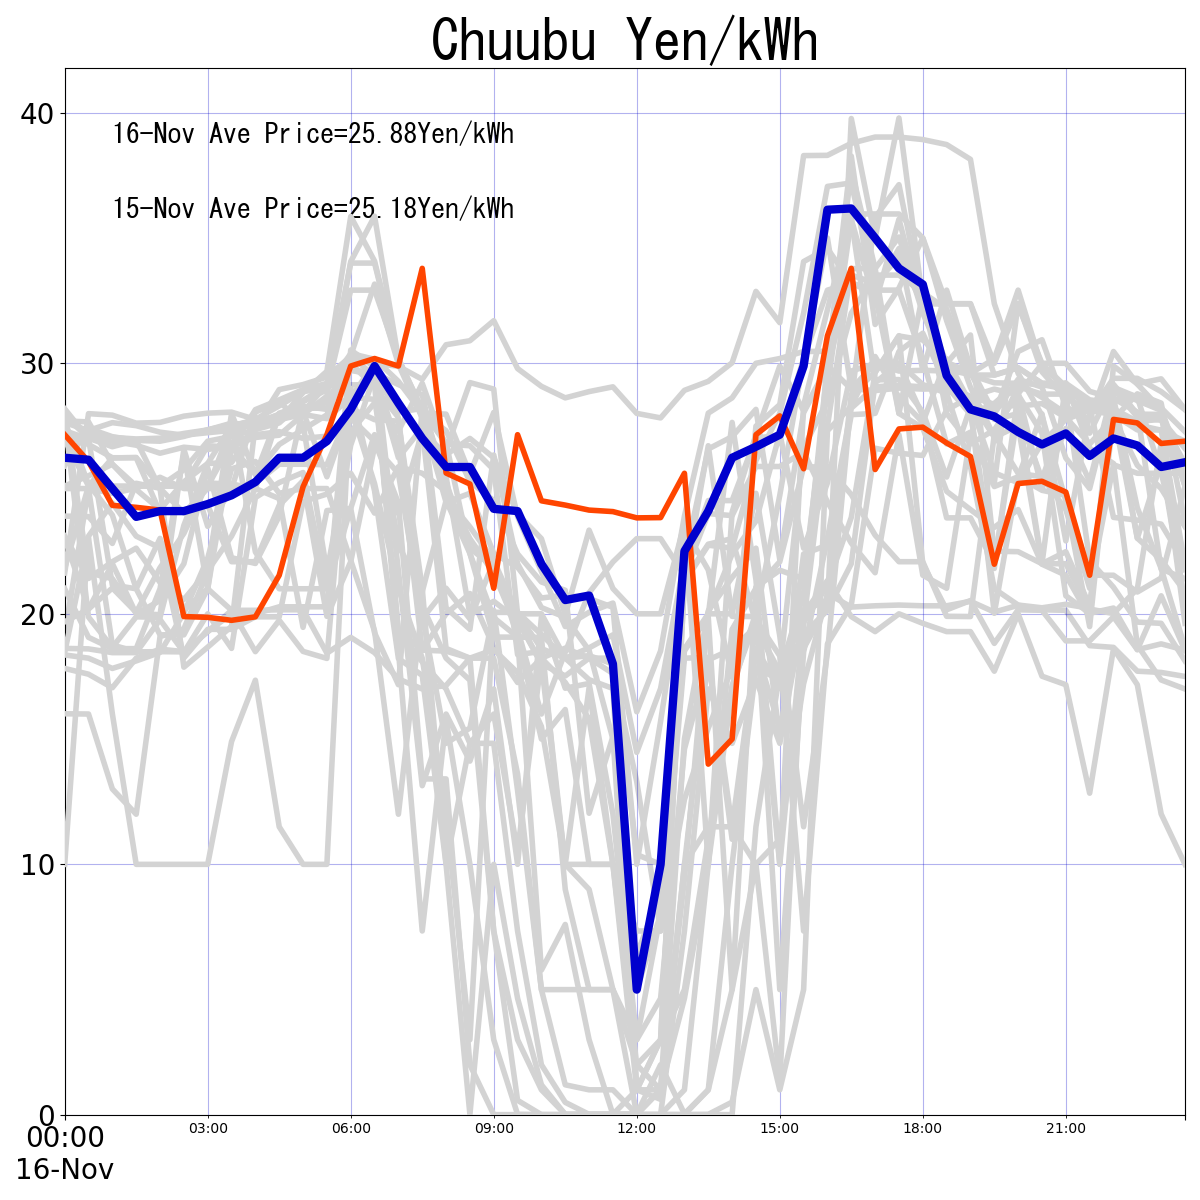 Chuubu Yen/kWh
40
16-Nov Ave Price=25.88Yen/kWh
15-Nov Ave Price=25.18Yen/kWh
30
20
10
0
00:00 03:00 06:00 09:00 12:00 15:00 18:00 21:00
16-Nov